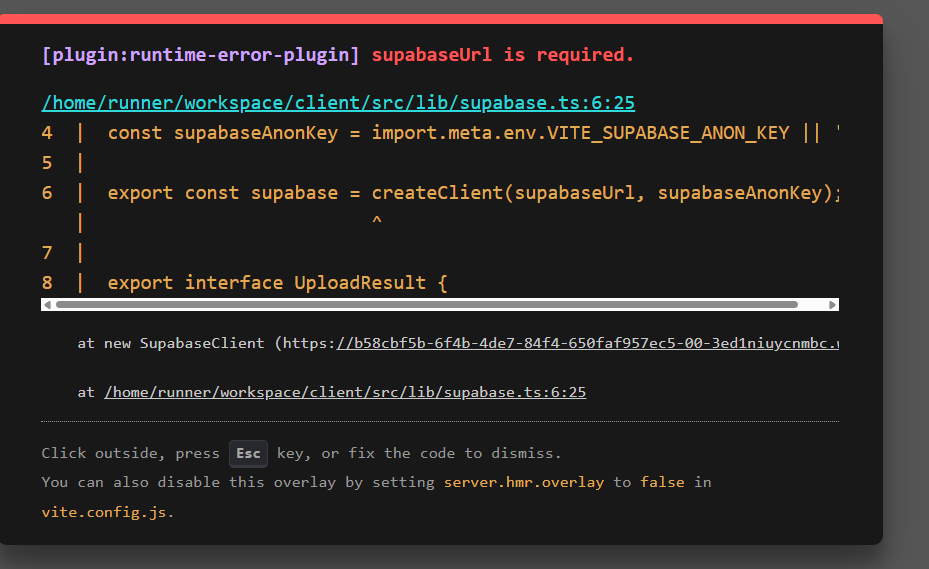 [plugin:runtime-error-plugin] supabaseUrl is required.
/home/runner/workspace/client/src/lib/supabase.ts:6:25
4  |  const supabaseAnonKey = import.meta.env.VITE_SUPABASE_ANON_KEY || '
5  |
6  |  export const supabase = createClient(supabaseUrl, supabaseAnonKey);
   |                          ^
7  |
8  |  export interface UploadResult {
at new SupabaseClient (https://b58cbf5b-6f4b-4de7-84f4-650faf957ec5-00-3ed1niuycnmbc.
at /home/runner/workspace/client/src/lib/supabase.ts:6:25
Click outside, press Esc key, or fix the code to dismiss.
You can also disable this overlay by setting server.hmr.overlay to false in
vite.config.js.